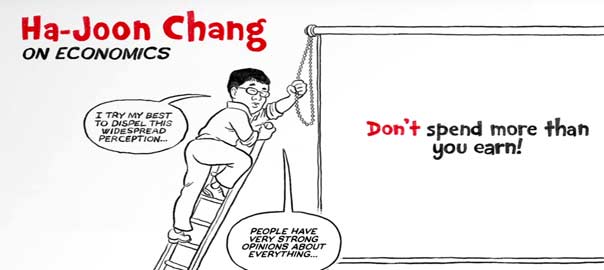 Ha-Joon Chang
ON ECONOMICS
I TRY MY BEST
TO DISPEL THIS
WIDESPREAD
PERCEPTION...
Don't spend more than
you earn!
PEOPLE HAVE
VERY STRONG
OPINIONS ABOUT
EVERYTHING...